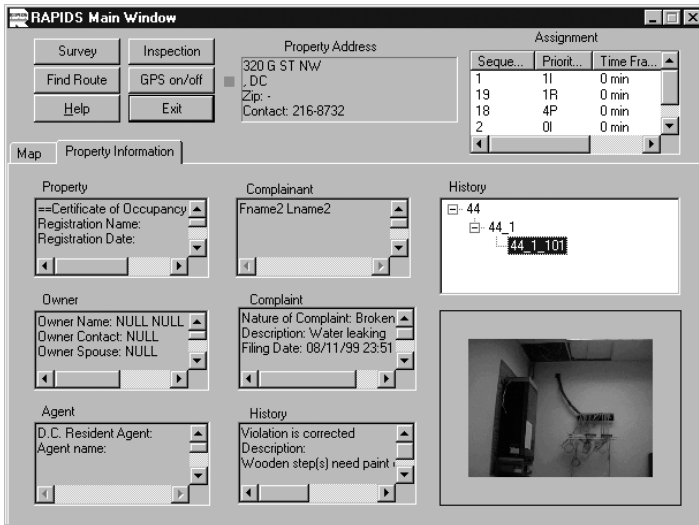 RAPIDS Main Window
Survey
Inspection
Find Route
GPS on/off
Help
Exit
Property Address
320 G ST NW
, DC
Zip: -
Contact: 216-8732
Assignment
Seque... Priorit... Time Fra...
1 1I 0 min
19 1R 0 min
18 4P 0 min
2 0I 0 min
Map
Property Information
Property
==Certificate of Occupancy
Registration Name:
Registration Date:
Complainant
Fname2 Lname2
History
44
44_1
44_1_101
Owner
Owner Name: NULL NULL
Owner Contact: NULL
Owner Spouse: NULL
Complaint
Nature of Complaint: Broken
Description: Water leaking
Filing Date: 08/11/99 23:51
Agent
D.C. Resident Agent:
Agent name:
History
Violation is corrected
Description:
Wooden step(s) need paint